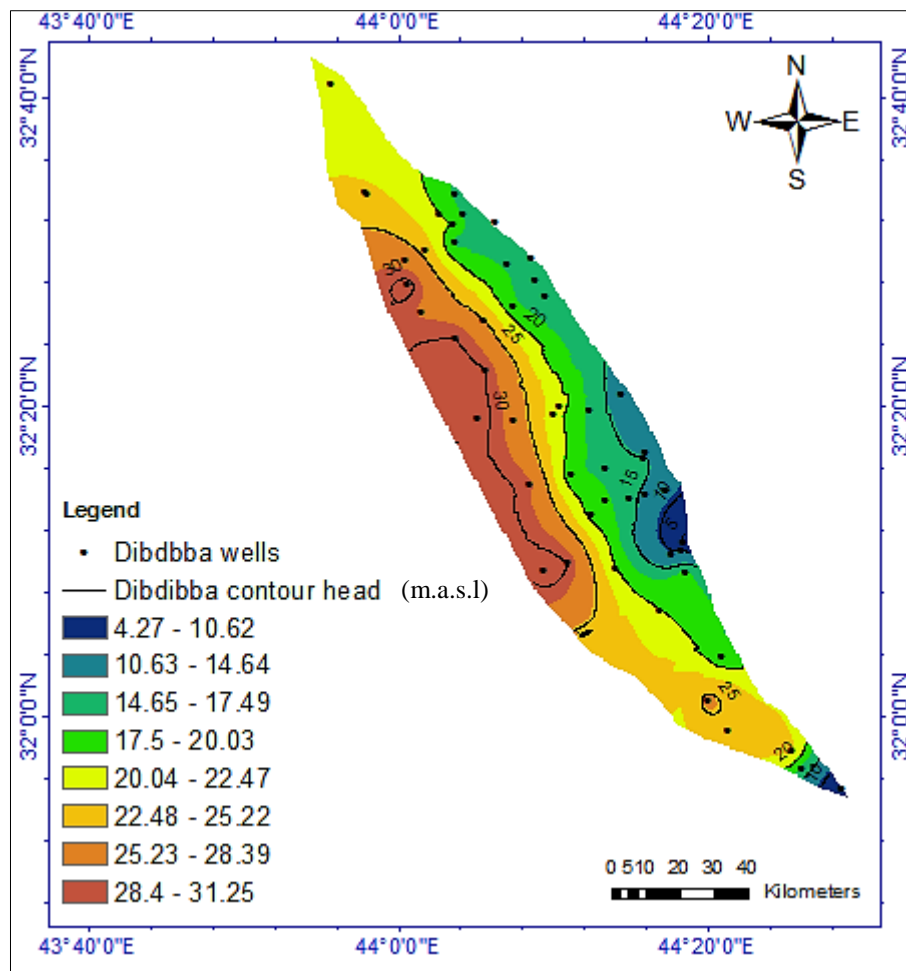 43°40'0"E 44°0'0"E 44°20'0"E
32°40'0"N 32°40'0"N
N
W E
S
30
20
25
32°20'0"N 32°20'0"N
30
15
10
5
Legend
Dibdbba wells
Dibdibba contour head (m.a.s.l)
4.27 - 10.62
10.63 - 14.64
14.65 - 17.49
17.5 - 20.03
20.04 - 22.47
22.48 - 25.22
25.23 - 28.39
28.4 - 31.25
25
32°0'0"N 32°0'0"N
20
0 5 10 20 30 40
Kilometers
43°40'0"E 44°0'0"E 44°20'0"E